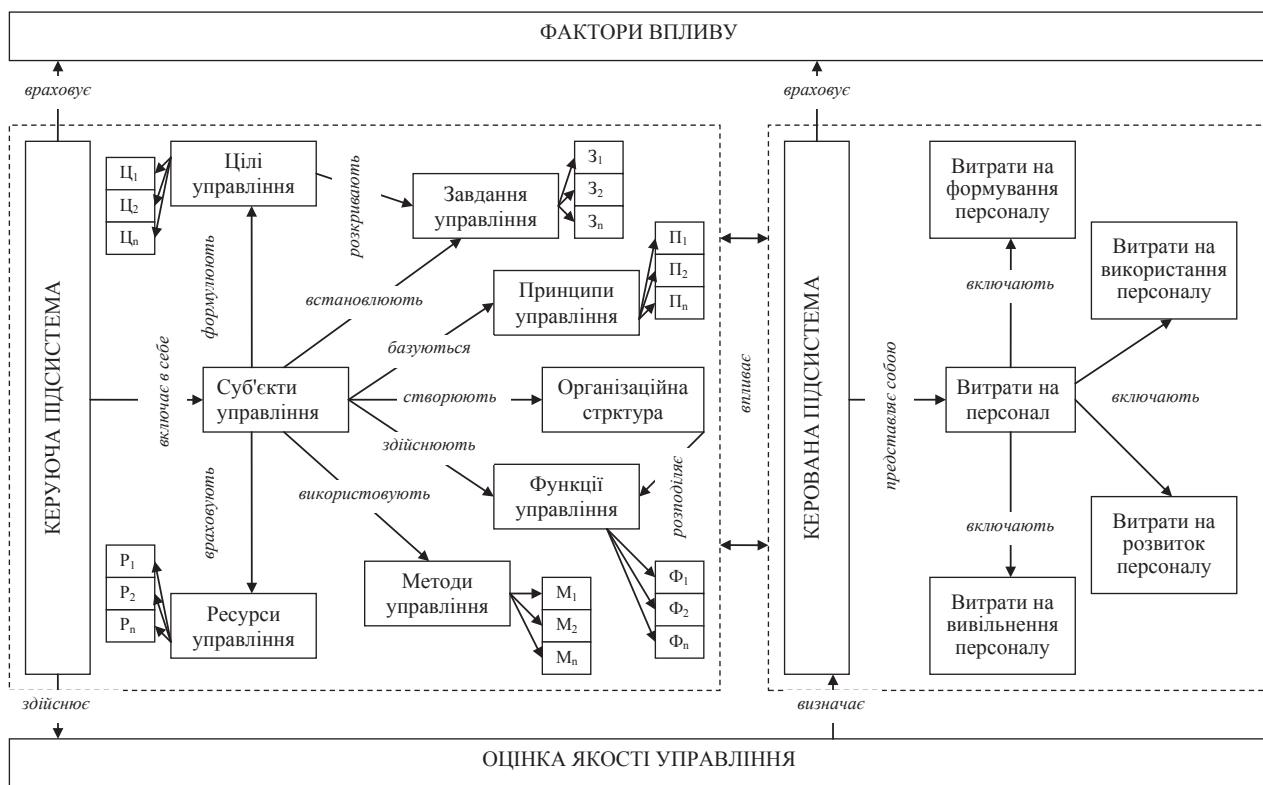 ФАКТОРИ ВПЛИВУ
враховує
враховує
КЕРУЮЧА ПІДСИСТЕМА
включає в себе
Суб'єкти
управління
формулюють
Цілі
управління
Ц1
Ц2
Цn
розкривають
встановлюють
Завдання
управління
З1
З2
Зn
базуються
Принципи
управління
П1
П2
Пn
створюють
Організаційна
стрктура
розподіляє
здійснюють
Функції
управління
Ф1
Ф2
Фn
використовують
Методи
управління
М1
М2
Мn
враховують
Ресурси
управління
Р1
Р2
Рn
впливає
КЕРОВАНА ПІДСИСТЕМА
представляє собою
Витрати на
персонал
включають
Витрати на
формування
персоналу
Витрати на
використання
персоналу
включають
Витрати на
розвиток
персоналу
включають
Витрати на
вивільнення
персоналу
здійснює
визначає
ОЦІНКА ЯКОСТІ УПРАВЛІННЯ